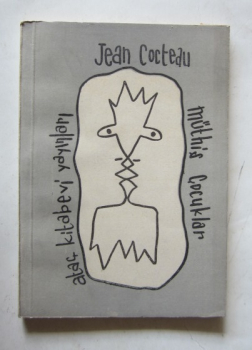 Jean Cocteau
müthiş Çocuklar
ataç kitabevi yayınları